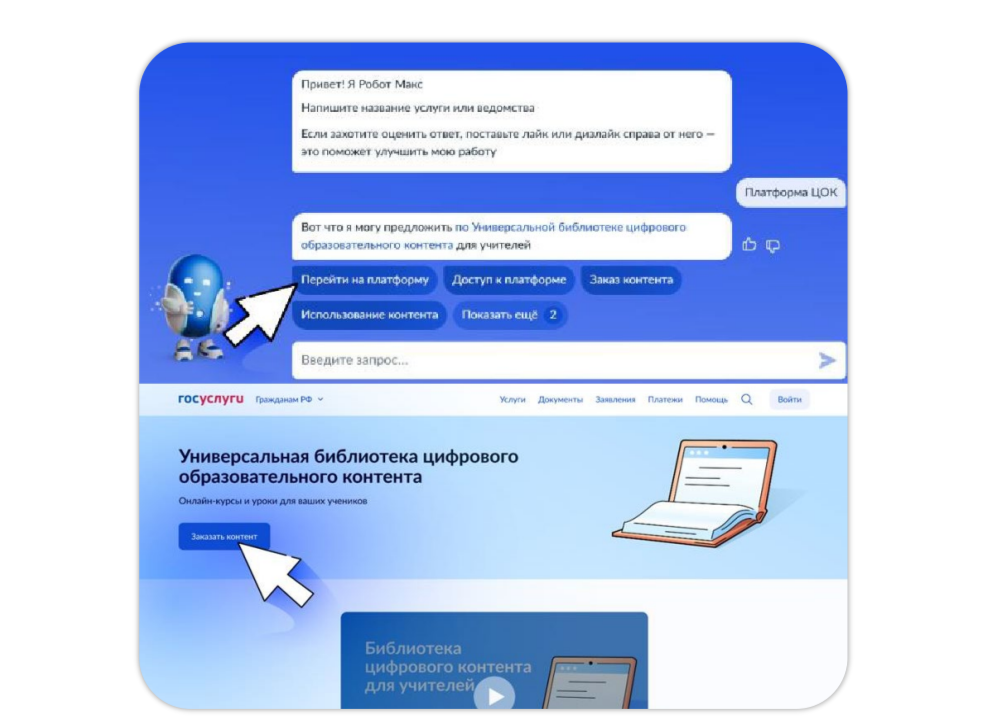 Привет! Я Робот Макс
Напишите название услуги или ведомства
Если захотите оценить ответ, поставьте лайк или дизлайк справа от него —
это поможет улучшить мою работу
Платформа ЦОК
Вот что я могу предложить по Универсальной библиотеке цифрового
образовательного контента для учителей
Перейти на платформу Доступ к платформе Заказ контента
Использование контента Показать ещё 2
Введите запрос...
госуслуги Гражданам РФ Услуги Документы Заявления Платежи Помощь Войти
Универсальная библиотека цифрового
образовательного контента
Онлайн-курсы и уроки для ваших учеников
Заказать контент
Библиотека
цифрового контента
для учителей